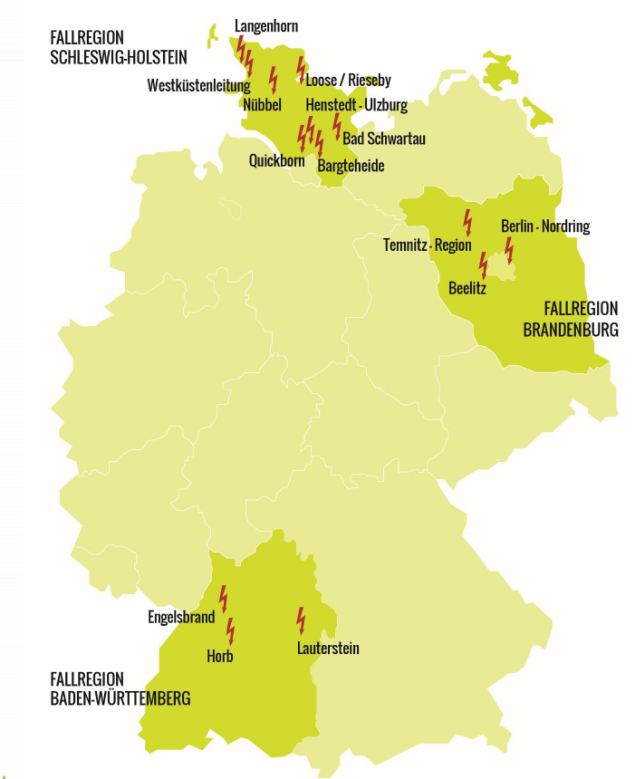 FALLREGION
SCHLESWIG-HOLSTEIN
Langenhorn
Westküstenleitung
Loose / Rieseby
Nübbel
Henstedt - Ulzburg
Bad Schwartau
Quickborn
Bargteheide
Temnitz - Region
Berlin - Nordring
Beelitz
FALLREGION
BRANDENBURG
Engelsbrand
Horb
Lauterstein
FALLREGION
BADEN-WÜRTTEMBERG